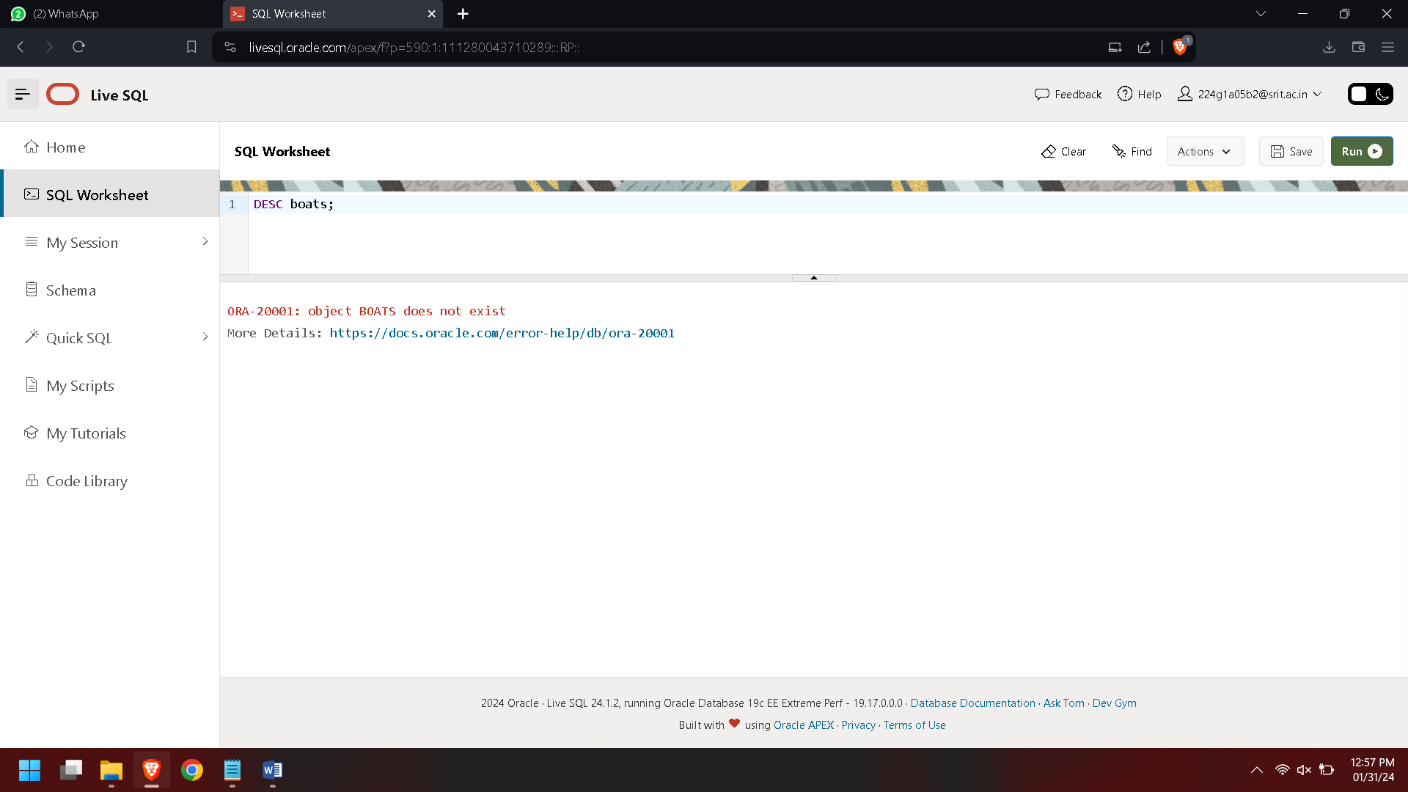 (2) WhatsApp
SQL Worksheet
livesql.oracle.com/apex/f?p=590:1:111280043710289:::RP::
1
Live SQL
Feedback
Help
224g1a05b2@srit.ac.in
Home
SQL Worksheet
My Session
Schema
Quick SQL
My Scripts
My Tutorials
Code Library
SQL Worksheet
Clear
Find
Actions
Save
Run
1 DESC boats;
ORA-20001: object BOATS does not exist
More Details: https://docs.oracle.com/error-help/db/ora-20001
2024 Oracle · Live SQL 24.1.2, running Oracle Database 19c EE Extreme Perf - 19.17.0.0.0 · Database Documentation · Ask Tom · Dev Gym
Built with ❤ using Oracle APEX · Privacy · Terms of Use
12:57 PM
01/31/24